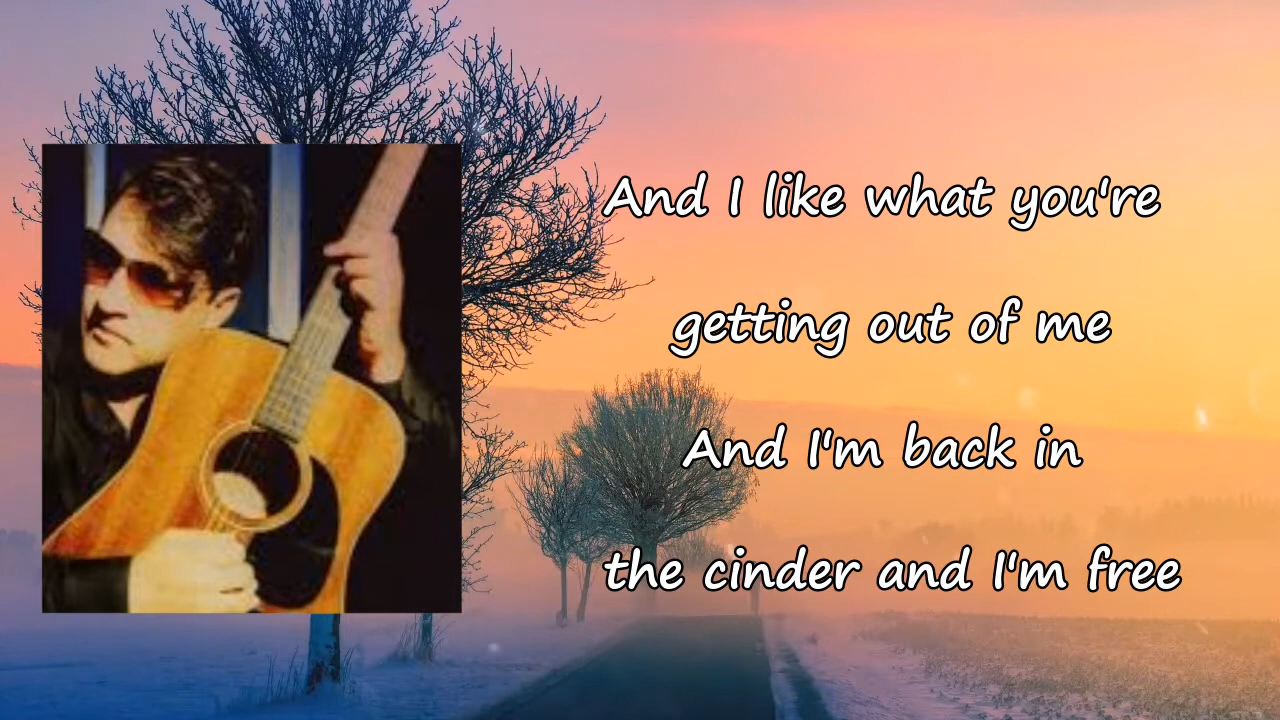 And I like what you're
getting out of me
And I'm back in
the cinder and I'm free